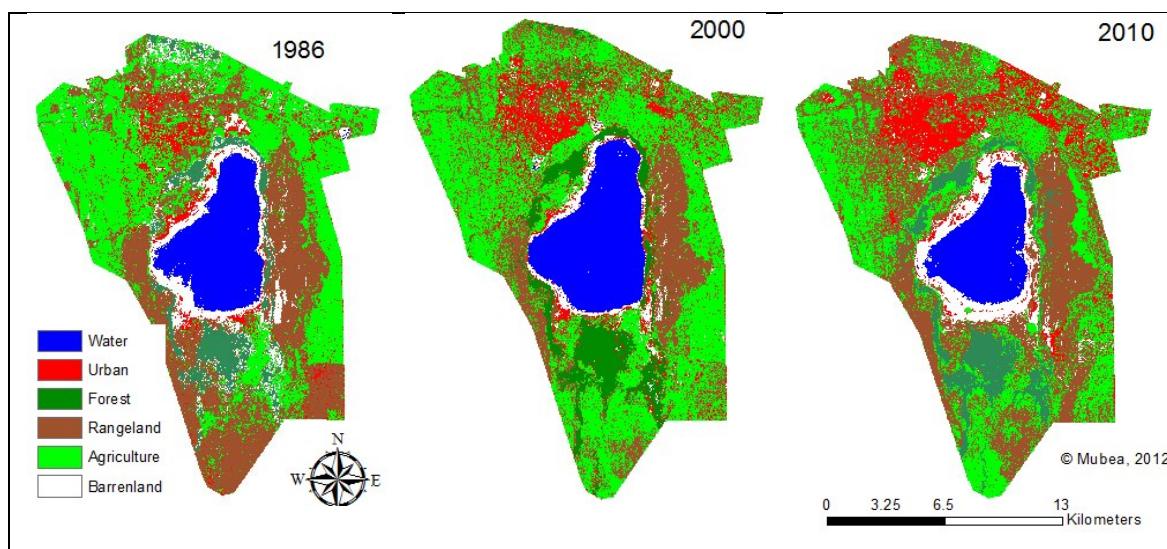 1986
2000
2010
Water
Urban
Forest
Rangeland
Agriculture
Barrenland
N
W E
S
© Mubea, 2012
0 3.25 6.5 13
Kilometers